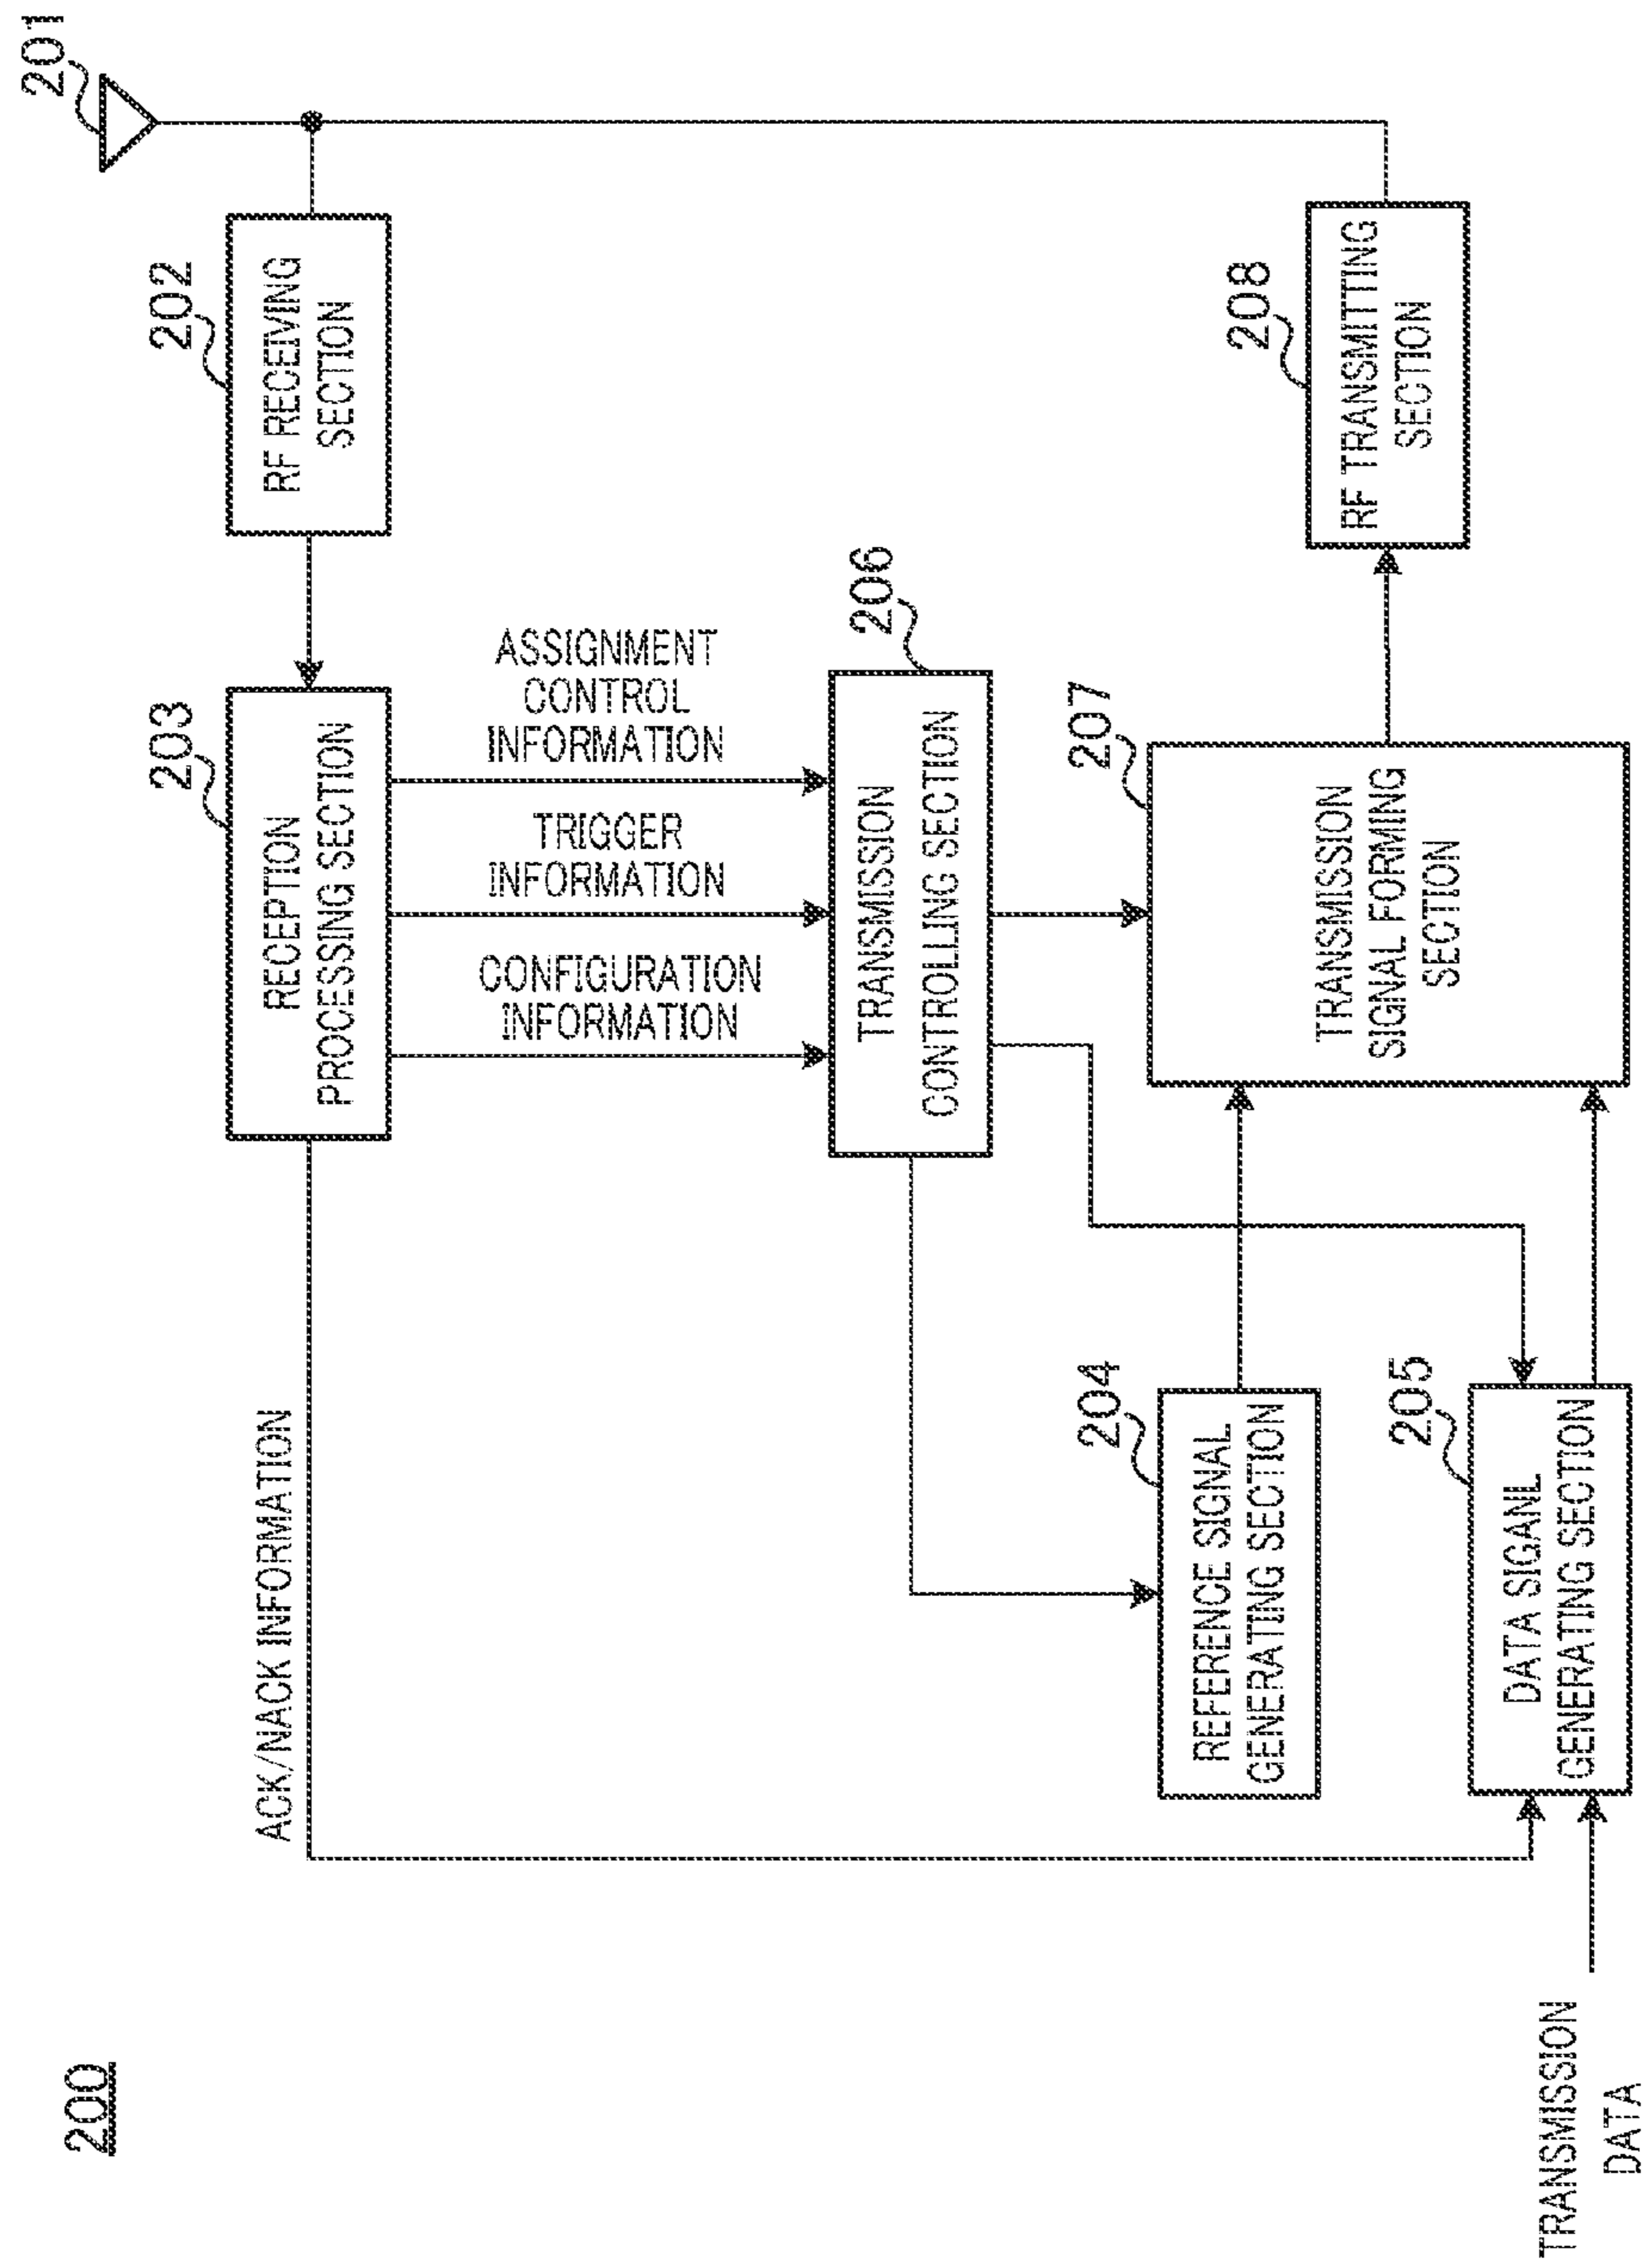 200
201
202
RF RECEIVING
SECTION
203
RECEPTION
PROCESSING SECTION
ACK/NACK INFORMATION
ASSIGNMENT
CONTROL
INFORMATION
TRIGGER
INFORMATION
CONFIGURATION
INFORMATION
206
TRANSMISSION
CONTROLLING SECTION
204
REFERENCE SIGNAL
GENERATING SECTION
207
TRANSMISSION
SIGNAL FORMING
SECTION
208
RF TRANSMITTING
SECTION
205
DATA SIGANL
GENERATING SECTION
TRANSMISSION
DATA